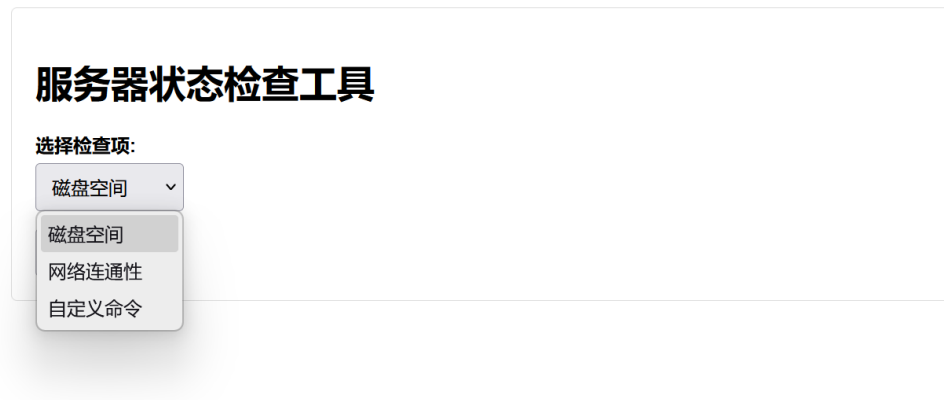 服务器状态检查工具
选择检查项:
磁盘空间
磁盘空间
网络连通性
自定义命令